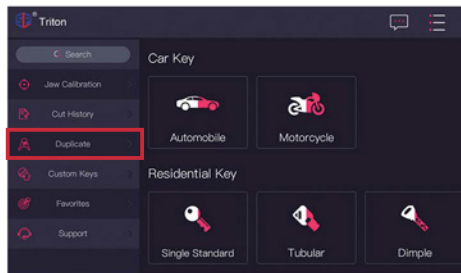 Triton
Search
Jaw Calibration
Cut History
Duplicate
Custom Keys
Favorites
Support
Car Key
Automobile
Motorcycle
Residential Key
Single Standard
Tubular
Dimple